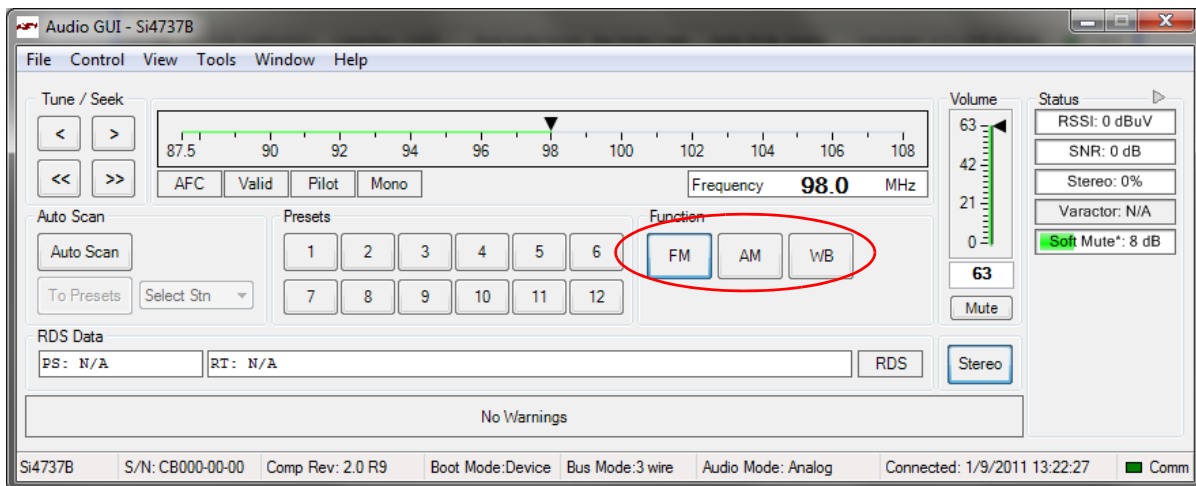 Audio GUI - Si4737B
File Control View Tools Window Help
Tune / Seek
< >
<< >>
87.5 90 92 94 96 98 100 102 104 106 108
AFC Valid Pilot Mono
Frequency 98.0 MHz
Volume
63
42
21
0
63
Mute
Status
RSSI: 0 dBuV
SNR: 0 dB
Stereo: 0%
Varactor: N/A
Soft Mute*: 8 dB
Auto Scan
Auto Scan
To Presets Select Stn
Presets
1 2 3 4 5 6
7 8 9 10 11 12
Function
FM AM WB
RDS Data
PS: N/A RT: N/A RDS
Stereo
No Warnings
Si4737B S/N: CB000-00-00 Comp Rev: 2.0 R9 Boot Mode:Device Bus Mode:3 wire Audio Mode: Analog Connected: 1/9/2011 13:22:27 Comm